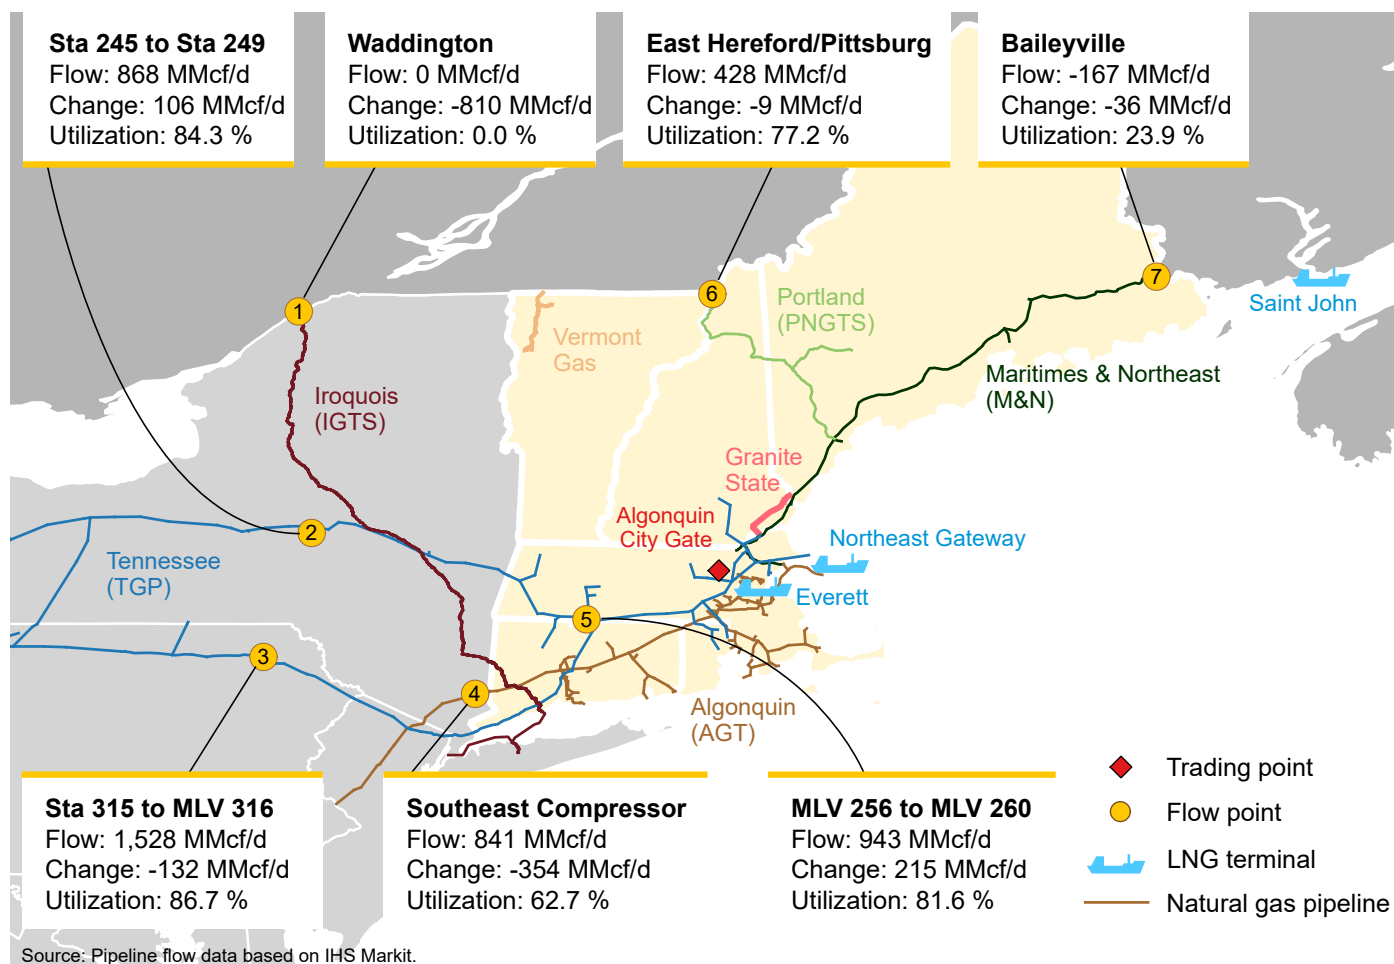 Sta 245 to Sta 249
Flow: 868 MMcf/d
Change: 106 MMcf/d
Utilization: 84.3 %
Waddington
Flow: 0 MMcf/d
Change: -810 MMcf/d
Utilization: 0.0 %
East Hereford/Pittsburg
Flow: 428 MMcf/d
Change: -9 MMcf/d
Utilization: 77.2 %
Baileyville
Flow: -167 MMcf/d
Change: -36 MMcf/d
Utilization: 23.9 %
1
6
7
Saint John
Portland
(PNGTS)
Vermont
Gas
Maritimes & Northeast
(M&N)
Iroquois
(IGTS)
Granite
State
Algonquin
City Gate
2
Northeast Gateway
Tennessee
(TGP)
Everett
5
3
4
Algonquin
(AGT)
Sta 315 to MLV 316
Flow: 1,528 MMcf/d
Change: -132 MMcf/d
Utilization: 86.7 %
Southeast Compressor
Flow: 841 MMcf/d
Change: -354 MMcf/d
Utilization: 62.7 %
MLV 256 to MLV 260
Flow: 943 MMcf/d
Change: 215 MMcf/d
Utilization: 81.6 %
Trading point
Flow point
LNG terminal
Natural gas pipeline
Source: Pipeline flow data based on IHS Markit.